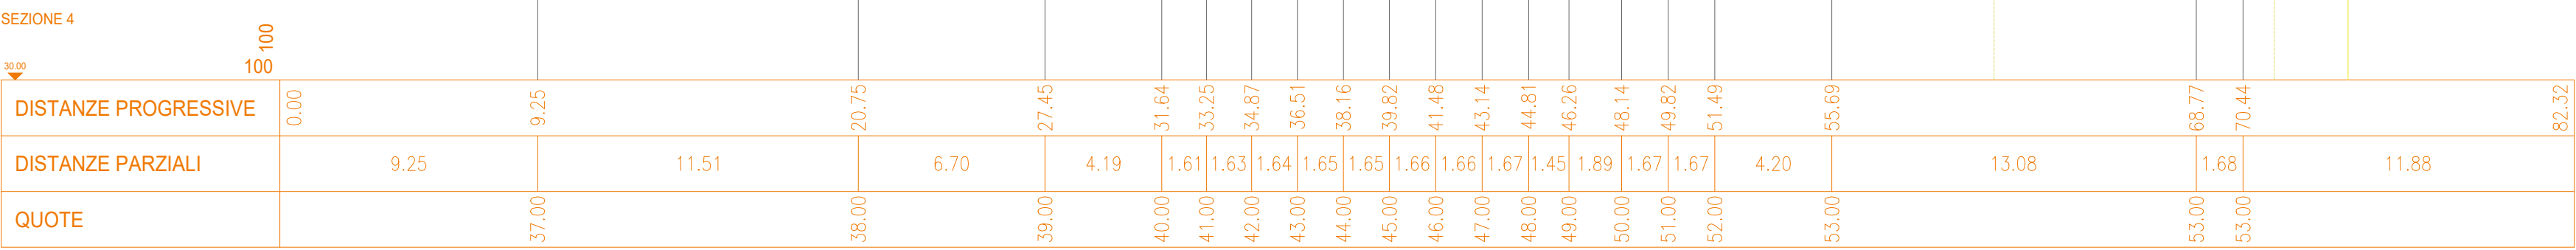 SEZIONE 4
100
100
30.00
DISTANZE PROGRESSIVE 0.00 9.25 20.75 27.45 31.64 33.25 34.87 36.51 38.16 39.82 41.48 43.14 44.81 46.26 48.14 49.82 51.49 55.69 68.77 70.44 82.32
DISTANZE PARZIALI 9.25 11.51 6.70 4.19 1.61 1.63 1.64 1.65 1.65 1.66 1.66 1.67 1.45 1.89 1.67 1.67 4.20 13.08 1.68 11.88
QUOTE 37.00 38.00 39.00 40.00 41.00 42.00 43.00 44.00 45.00 46.00 47.00 48.00 49.00 50.00 51.00 52.00 53.00 53.00 53.00